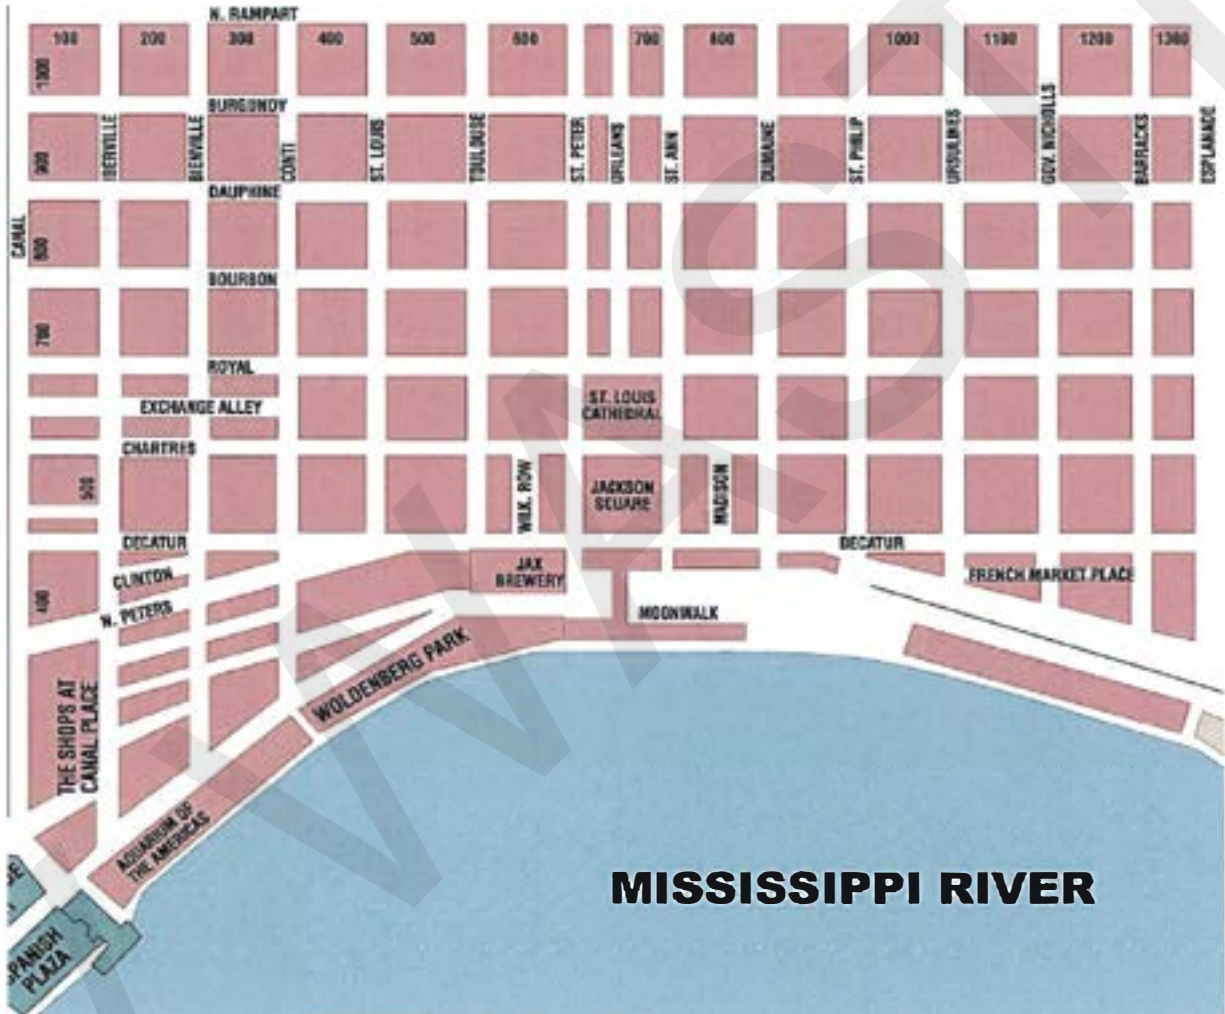 N. RAMPART
100 200 300 400 500 600 700 800 1000 1100 1200 1300
1000
BURGUNDY
900
IBERVILLE
BIENVILLE
CONTI
ST. LOUIS
TOULOUSE
ST. PETER
ORLEANS
ST. ANN
DUMAINE
ST. PHILIP
URSULINES
GOV. NICHOLLS
BARRACKS
ESPLANADE
DAUPHINE
CANAL
800
BOURBON
700
ROYAL
EXCHANGE ALLEY
ST. LOUIS
CATHEDRAL
CHARTRES
500
WILK. ROW
JACKSON
SQUARE
MADISON
DECATUR
DECATUR
CLINTON
JAX
BREWERY
FRENCH MARKET PLACE
400
N. PETERS
MOONWALK
WOLDENBERG PARK
THE SHOPS AT
CANAL PLACE
AQUARIUM OF
THE AMERICAS
MISSISSIPPI RIVER
SPANISH
PLAZA